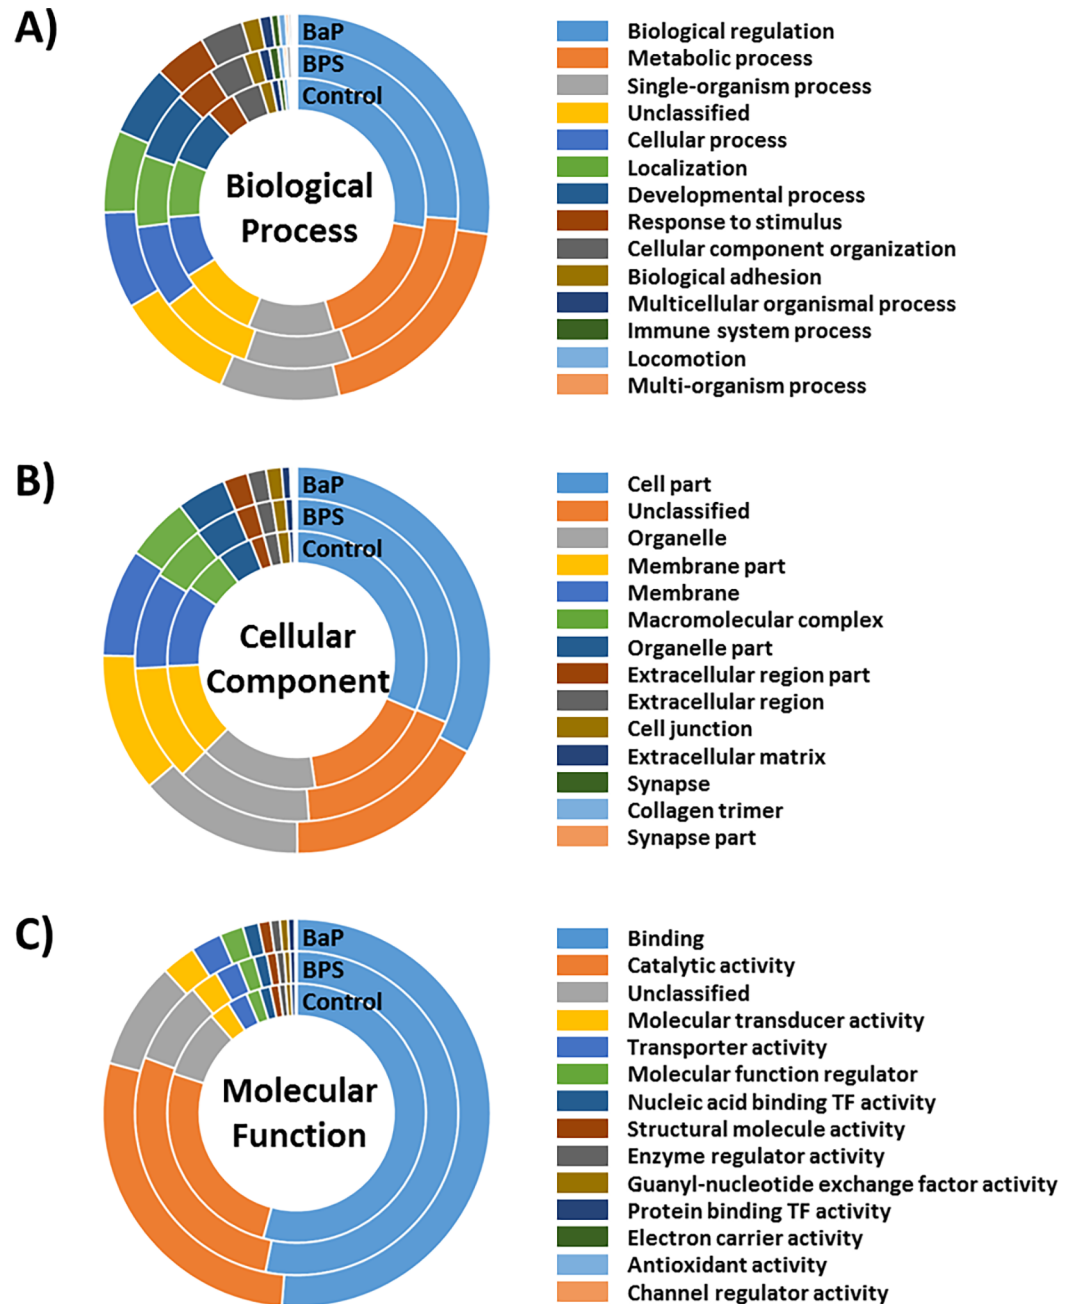 A)
BaP
BPS
Control
Biological
Process
Biological regulation
Metabolic process
Single-organism process
Unclassified
Cellular process
Localization
Developmental process
Response to stimulus
Cellular component organization
Biological adhesion
Multicellular organismal process
Immune system process
Locomotion
Multi-organism process
B)
BaP
BPS
Control
Cellular
Component
Cell part
Unclassified
Organelle
Membrane part
Membrane
Macromolecular complex
Organelle part
Extracellular region part
Extracellular region
Cell junction
Extracellular matrix
Synapse
Collagen trimer
Synapse part
C)
BaP
BPS
Control
Molecular
Function
Binding
Catalytic activity
Unclassified
Molecular transducer activity
Transporter activity
Molecular function regulator
Nucleic acid binding TF activity
Structural molecule activity
Enzyme regulator activity
Guanyl-nucleotide exchange factor activity
Protein binding TF activity
Electron carrier activity
Antioxidant activity
Channel regulator activity